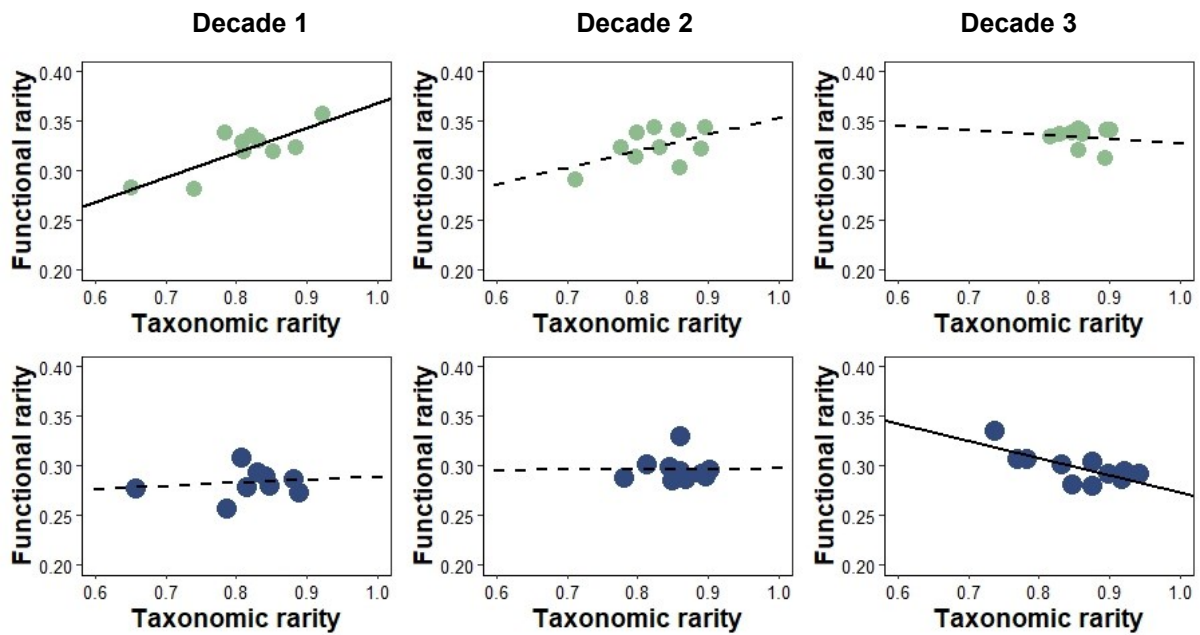 Decade 1 Decade 2 Decade 3
Functional rarity Functional rarity Functional rarity
0.40 0.40 0.40
0.35 0.35 0.35
0.30 0.30 0.30
0.25 0.25 0.25
0.20 0.20 0.20
0.6 0.7 0.8 0.9 1.0 0.6 0.7 0.8 0.9 1.0 0.6 0.7 0.8 0.9 1.0
Taxonomic rarity Taxonomic rarity Taxonomic rarity
Functional rarity Functional rarity Functional rarity
0.40 0.40 0.40
0.35 0.35 0.35
0.30 0.30 0.30
0.25 0.25 0.25
0.20 0.20 0.20
0.6 0.7 0.8 0.9 1.0 0.6 0.7 0.8 0.9 1.0 0.6 0.7 0.8 0.9 1.0
Taxonomic rarity Taxonomic rarity Taxonomic rarity